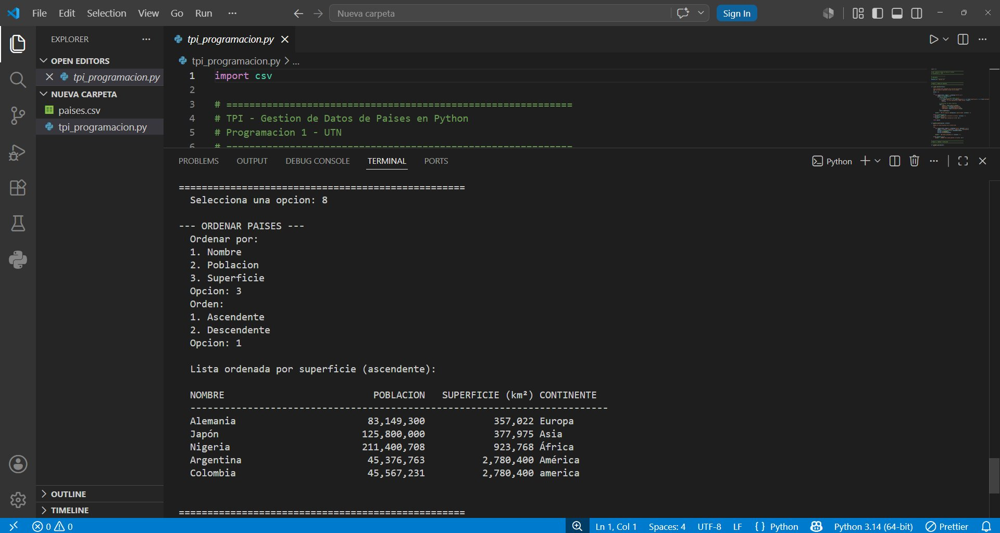 File Edit Selection View Go Run ...
Nueva carpeta
Sign In
EXPLORER ...
OPEN EDITORS
tpi_programacion.py
NUEVA CARPETA
paises.csv
tpi_programacion.py
OUTLINE
TIMELINE
tpi_programacion.py
tpi_programacion.py > ...
1 import csv
2
3 # ============================================================
4 # TPI - Gestion de Datos de Paises en Python
5 # Programacion 1 - UTN
6 # ============================================================
PROBLEMS OUTPUT DEBUG CONSOLE TERMINAL PORTS
Python
==================================================
Selecciona una opcion: 8
--- ORDENAR PAISES ---
Ordenar por:
1. Nombre
2. Poblacion
3. Superficie
Opcion: 3
Orden:
1. Ascendente
2. Descendente
Opcion: 1
Lista ordenada por superficie (ascendente):
NOMBRE POBLACION SUPERFICIE (km²) CONTINENTE
-------------------------------------------------------------------------
Alemania 83,149,300 357,022 Europa
Japón 125,800,000 377,975 Asia
Nigeria 211,400,708 923,768 África
Argentina 45,376,763 2,780,400 América
Colombia 45,567,231 2,780,400 america
==================================================
0 0
Ln 1, Col 1 Spaces: 4 UTF-8 LF { } Python Python 3.14 (64-bit) Prettier